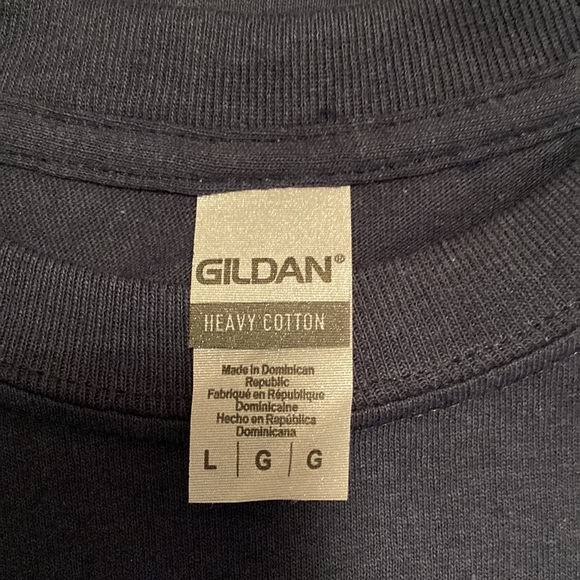 GILDAN®
HEAVY COTTON
Made in Dominican
Republic
Fabriqué en République
Dominicaine
Hecho en República
Dominicana
L | G | G